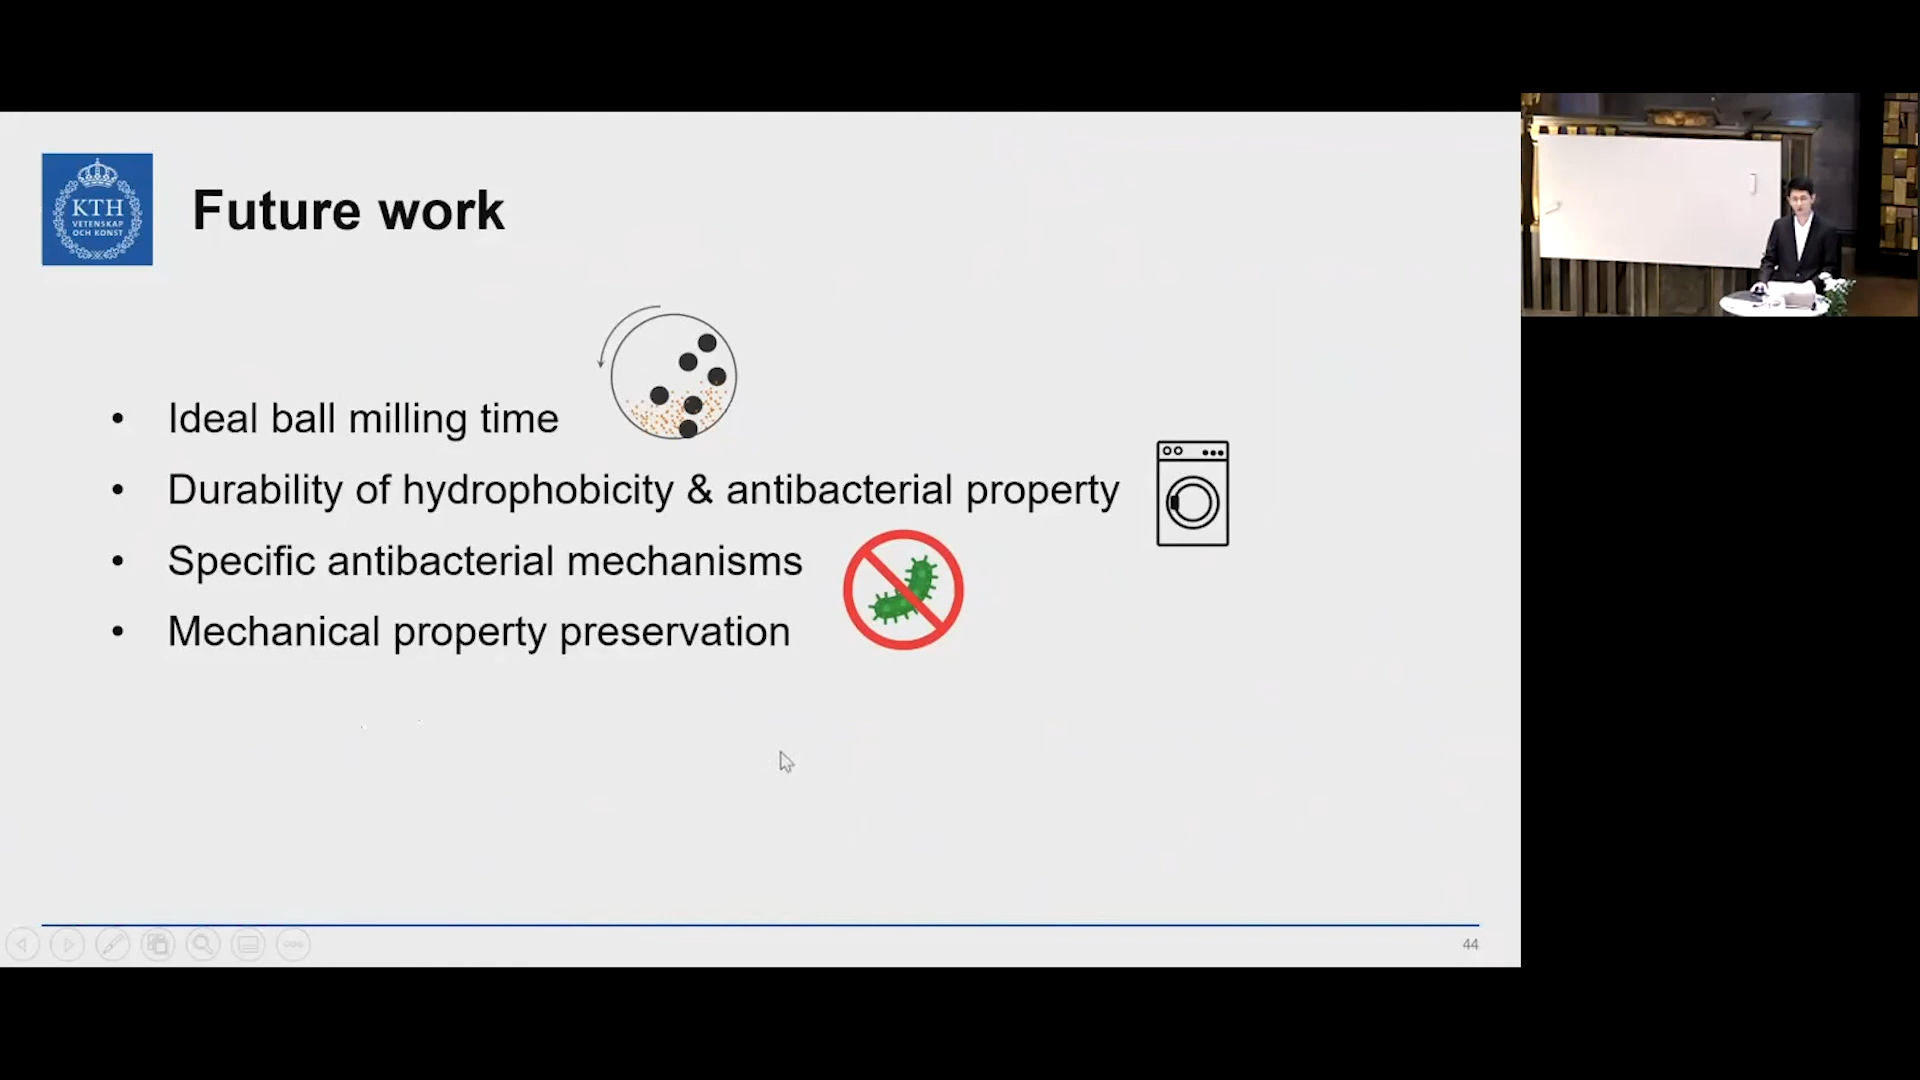 KTH
VETENSKAP
OCH KONST
Future work
• Ideal ball milling time
• Durability of hydrophobicity & antibacterial property
• Specific antibacterial mechanisms
• Mechanical property preservation
44